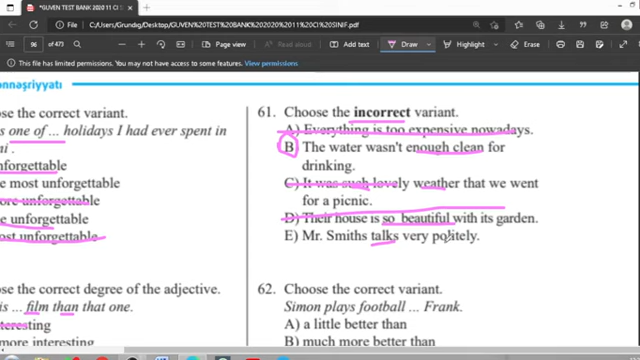 *GUVEN TEST BANK 2020 11 CI S
File
C:/Users/Grundig/Desktop/GUVEN%20TEST%20BANK%202020%2011%20CI%20SINIF.pdf
96 of 473
Page view
Read aloud
Add text
Draw
Highlight
Erase
This file has limited permissions. You may not have access to some features. View permissions
onnəşriyyatı
ose the correct variant.
s one of ... holidays I had ever spent in
ni .
nforgettable
e most unforgettable
ore unforgettable
e unforgettable
ost unforgettable
ose the correct degree of the adjective.
is ... film than that one.
teresting
more interesting
61. Choose the incorrect variant.
A) Everything is too expensive nowadays.
B The water wasn't enough clean for
drinking.
C) It was such lovely weather that we went
for a picnic.
D) Their house is so beautiful with its garden.
E) Mr. Smiths talks very politely.
62. Choose the correct variant.
Simon plays football ... Frank.
A) a little better than
B) much more better than